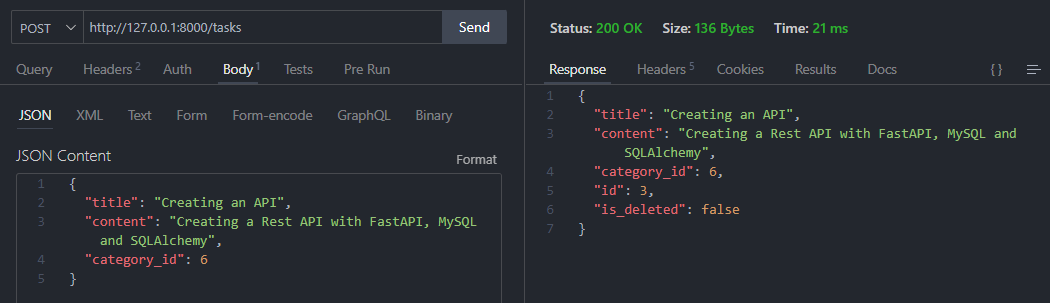 POST http://127.0.0.1:8000/tasks Send
Query Headers 2 Auth Body 1 Tests Pre Run
JSON XML Text Form Form-encode GraphQL Binary
JSON Content Format
1 {
2 "title": "Creating an API",
3 "content": "Creating a Rest API with FastAPI, MySQL
and SQLAlchemy",
4 "category_id": 6
5 }
Status: 200 OK Size: 136 Bytes Time: 21 ms
Response Headers 5 Cookies Results Docs { }
1 {
2 "title": "Creating an API",
3 "content": "Creating a Rest API with FastAPI, MySQL and
SQLAlchemy",
4 "category_id": 6,
5 "id": 3,
6 "is_deleted": false
7 }